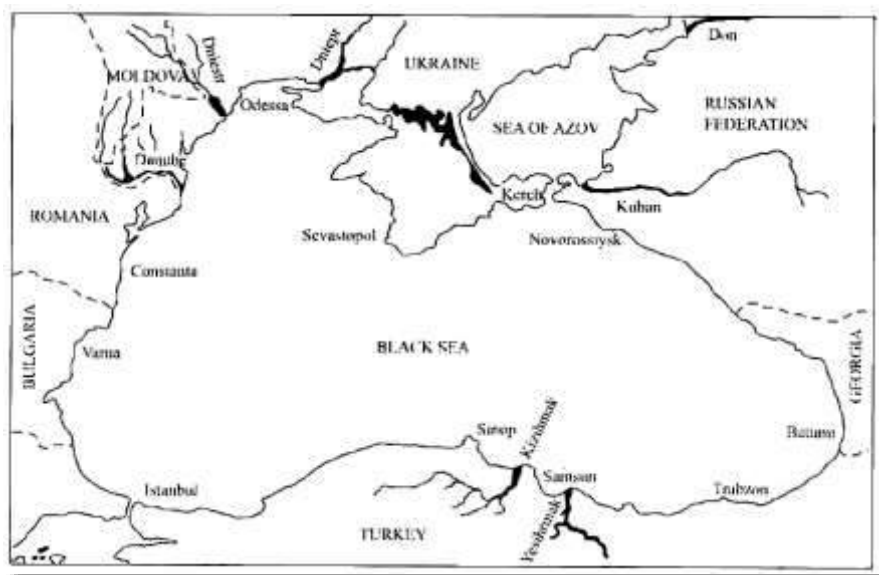 Dniestr
Dniepr
Don
UKRAINE
MOLDOVA
Odessa
RUSSIAN
FEDERATION
SEA OF AZOV
Danube
Kerch
Kuban
ROMANIA
Sevastopol
Novorossiysk
Constanta
BULGARIA
Varna
BLACK SEA
GEORGIA
Sinop
Kizilirmak
Batumi
Samsun
Istanbul
Trabzon
TURKEY
Yesilirmak